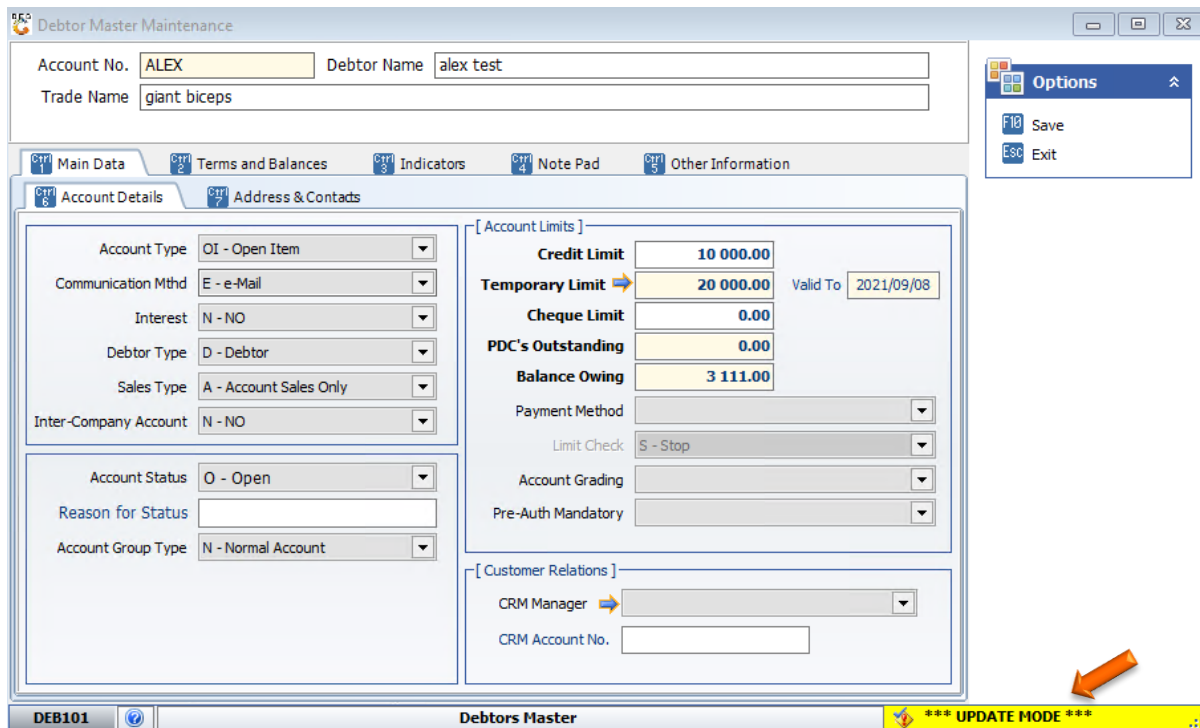 Debtor Master Maintenance
Account No. ALEX Debtor Name alex test
Trade Name giant biceps
Options
F10 Save
Esc Exit
Ctrl 1 Main Data Ctrl 2 Terms and Balances Ctrl 3 Indicators Ctrl 4 Note Pad Ctrl 5 Other Information
Ctrl 6 Account Details Ctrl 7 Address & Contacts
Account Type OI - Open Item
Communication Mthd E - e-Mail
Interest N - NO
Debtor Type D - Debtor
Sales Type A - Account Sales Only
Inter-Company Account N - NO
Account Status O - Open
Reason for Status
Account Group Type N - Normal Account
[ Account Limits ]
Credit Limit 10 000.00
Temporary Limit 20 000.00 Valid To 2021/09/08
Cheque Limit 0.00
PDC's Outstanding 0.00
Balance Owing 3 111.00
Payment Method
Limit Check S - Stop
Account Grading
Pre-Auth Mandatory
[ Customer Relations ]
CRM Manager
CRM Account No.
DEB101 Debtors Master *** UPDATE MODE ***